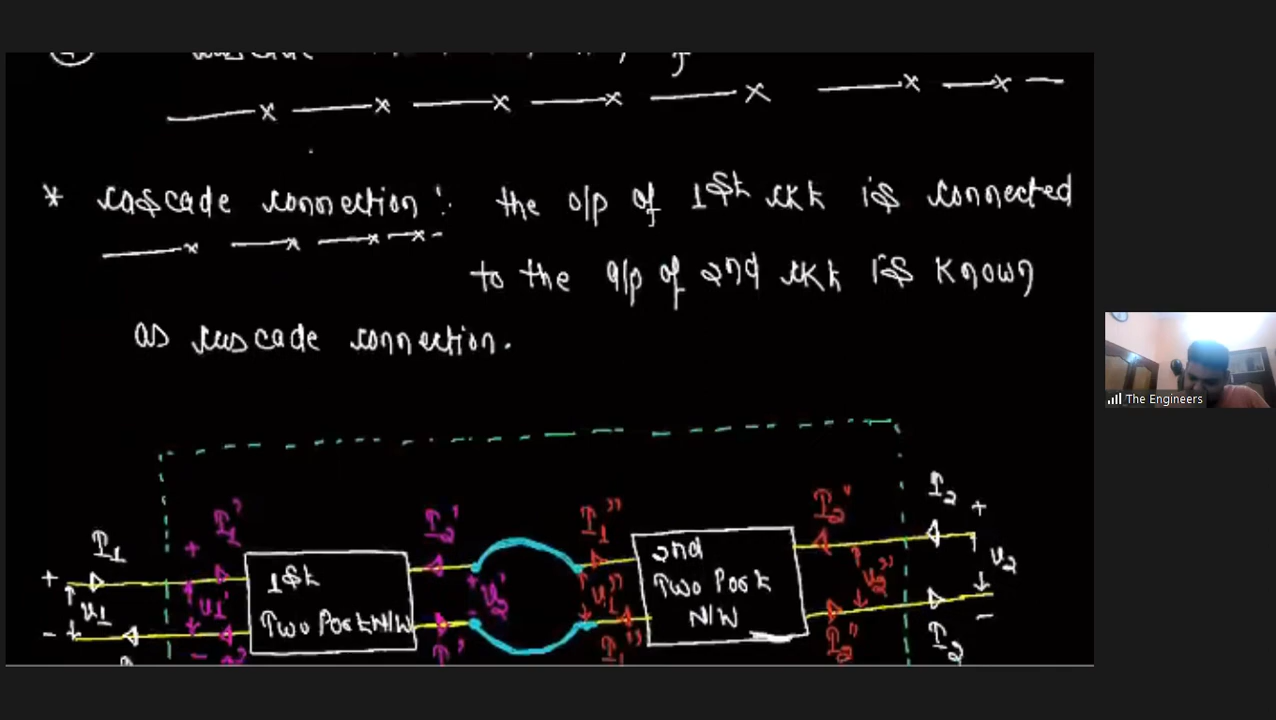 * cascade connection : the o/p of 1st ckt is connected
to the i/p of 2nd ckt is known
as cascade connection.
The Engineers
I1 + V1 -
+ I1' V1' -
1st
Two Port N/W
I2' + V2' I'
I1'' V1'' I1''
2nd
Two Port
N/W
I2'' V2'' I2''
I2 + V2 - I2